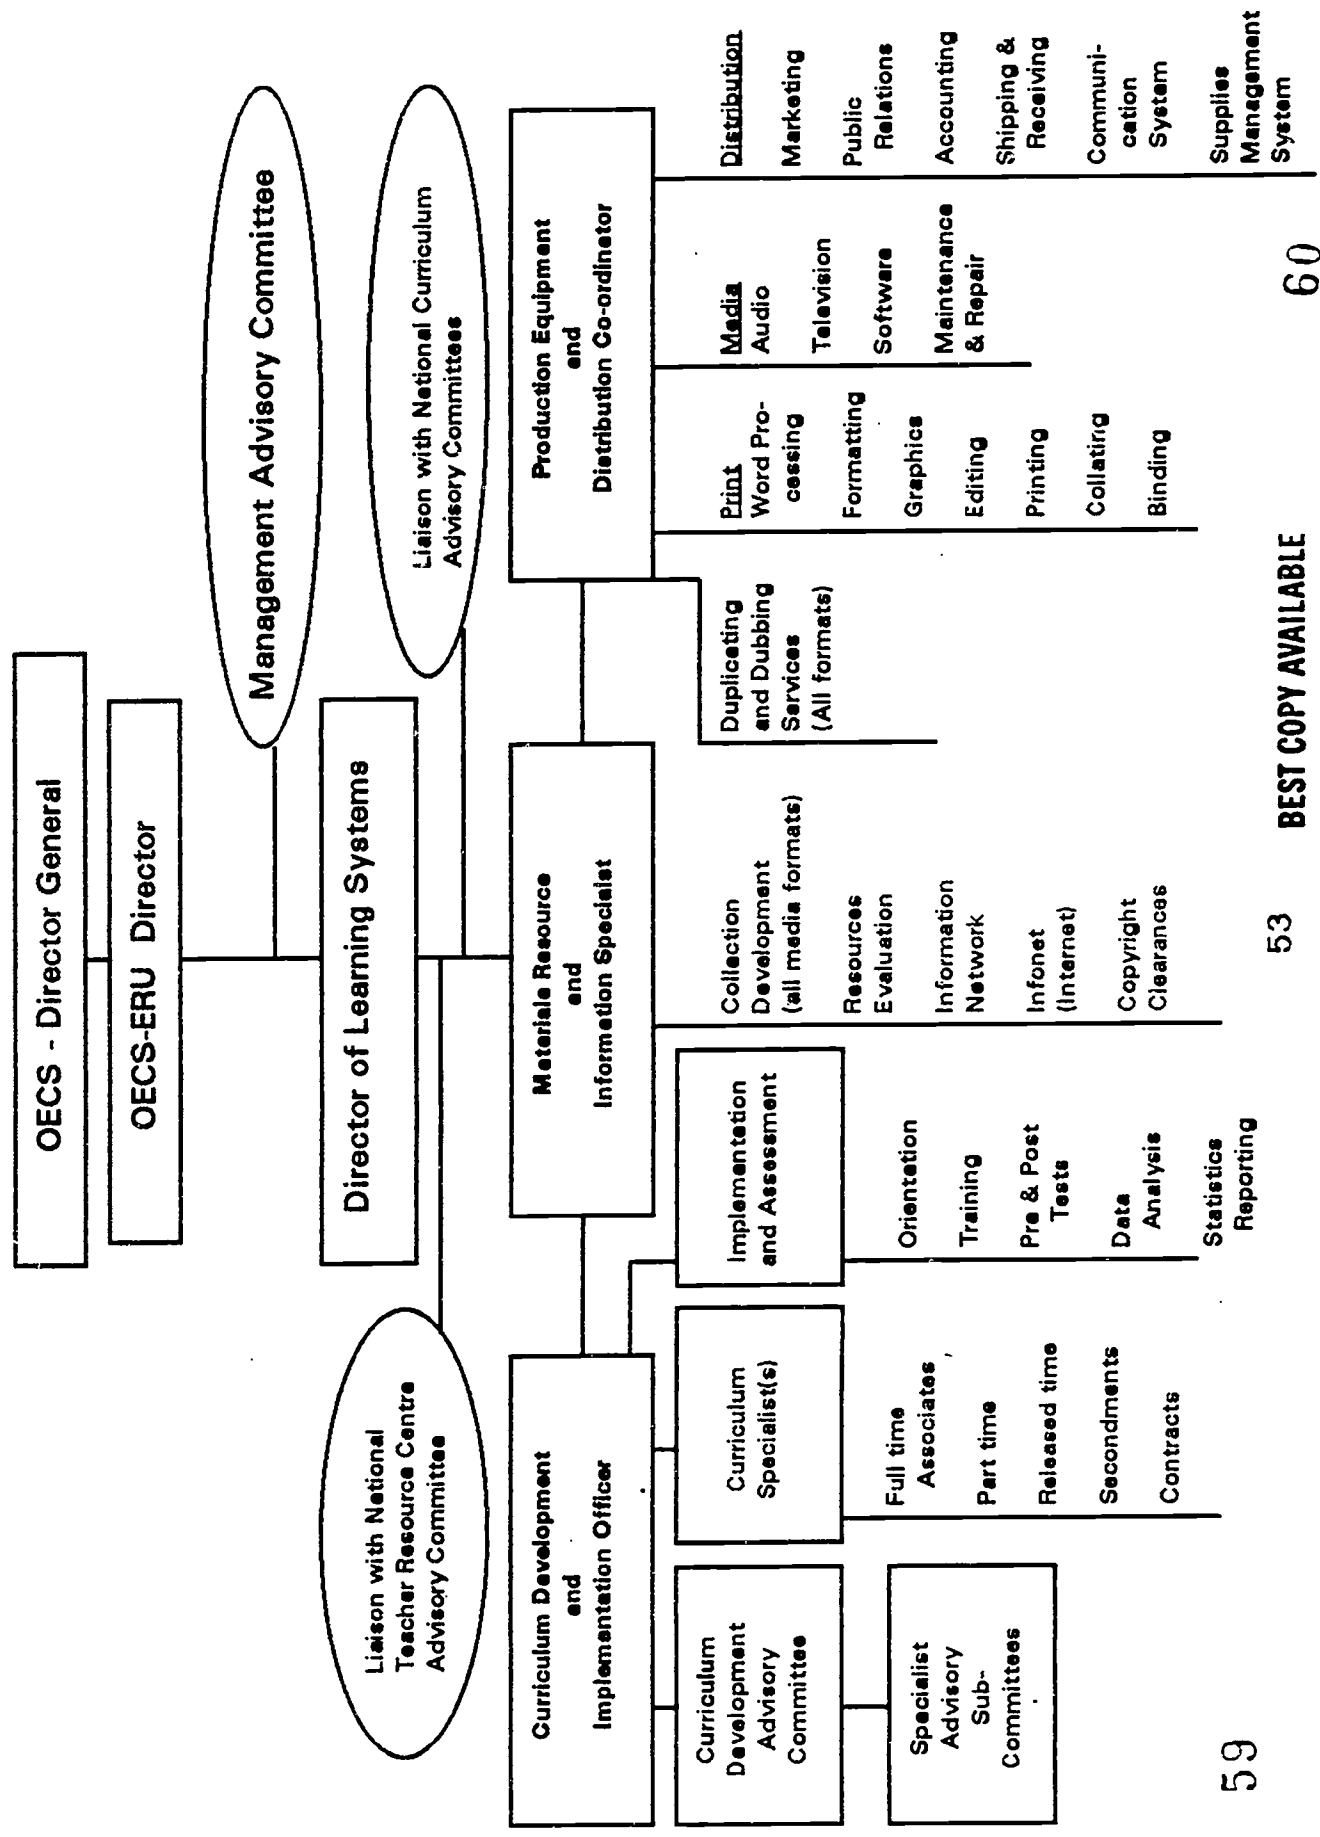 OECS - Director General
OECS-ERU Director
Management Advisory Committee
Director of Learning Systems
Liaison with National
Teacher Resource Centre
Advisory Committee
Liaison with National Curriculum
Advisory Committees
Curriculum Development
and
Implementation Officer
Materials Resource
and
Information Specialist
Production Equipment
and
Distribution Co-ordinator
Curriculum
Development
Advisory
Committee
Specialist
Advisory
Sub-
Committees
Curriculum
Specialist(s)
Full time
Associates
Part time
Released time
Secondments
Contracts
Implementation
and Assessment
Orientation
Training
Pre & Post
Tests
Data
Analysis
Statistics
Reporting
Collection
Development
(all media formats)
Resources
Evaluation
Information
Network
Infonet
(Internet)
Copyright
Clearances
Duplicating
and Dubbing
Services
(All formats)
Print
Word Pro-
cessing
Formatting
Graphics
Editing
Printing
Collating
Binding
Media
Audio
Television
Software
Maintenance
& Repair
Distribution
Marketing
Public
Relations
Accounting
Shipping &
Receiving
Communi-
cation
System
Supplies
Management
System
59
53
BEST COPY AVAILABLE
60